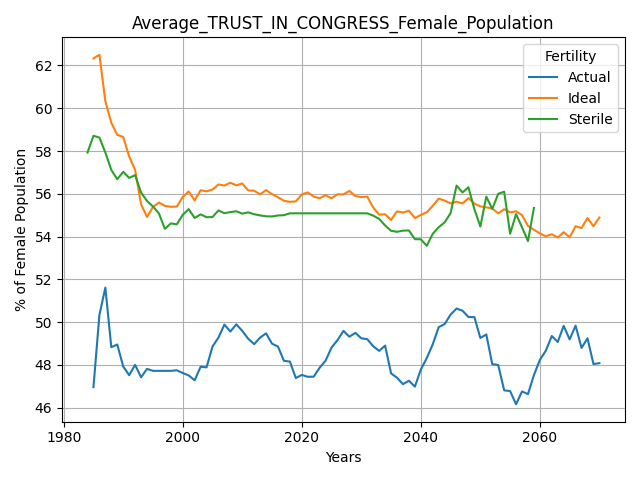 Average_TRUST_IN_CONGRESS_Female_Population
Fertility
Actual
Ideal
Sterile
% of Female Population
62
60
58
56
54
52
50
48
46
1980
2000
2020
2040
2060
Years